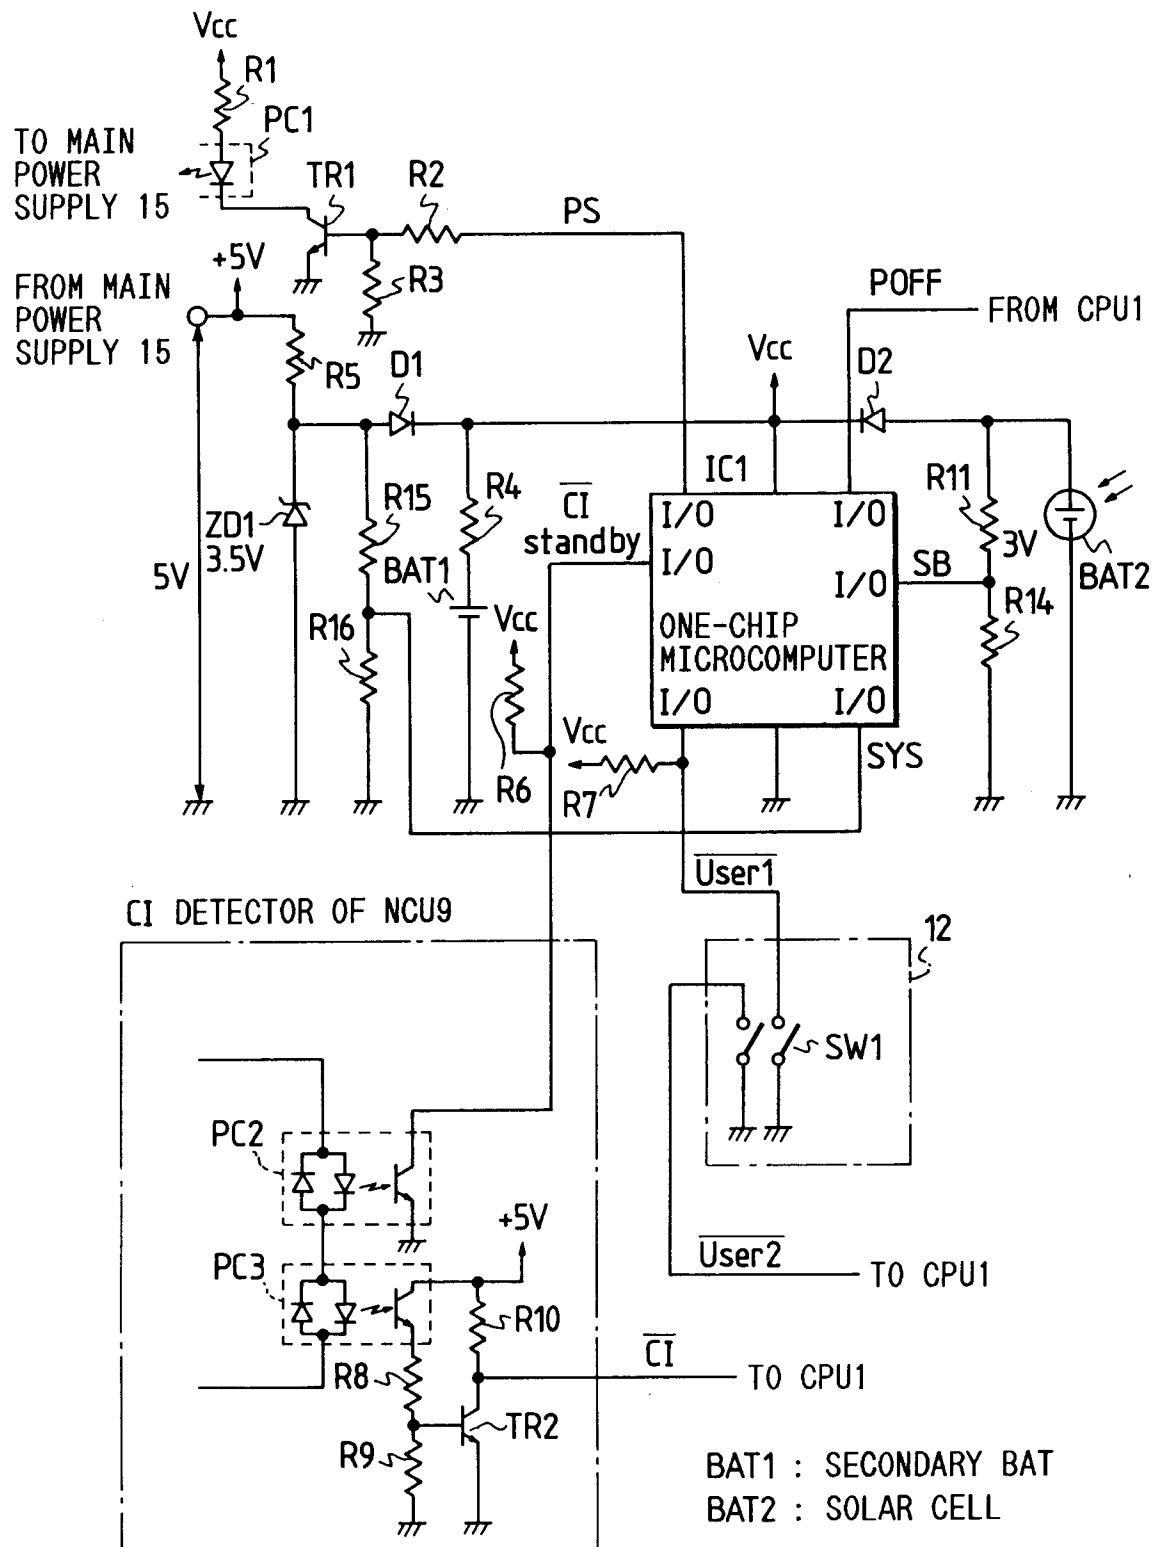 Vcc
R1
PC1
TO MAIN
POWER
SUPPLY 15
TR1
R2
PS
+5V
R3
FROM MAIN
POWER
SUPPLY 15
POFF
FROM CPU1
R5
D1
Vcc
D2
IC1
R15
R4
CI
standby
I/O
I/O
I/O
R11
3V
ZD1
3.5V
5V
BAT1
Vcc
I/O
SB
BAT2
R16
ONE-CHIP
MICROCOMPUTER
R14
I/O
I/O
Vcc
R6
R7
SYS
User1
CI DETECTOR OF NCU9
12
SW1
PC2
+5V
User2
TO CPU1
PC3
R10
CI
TO CPU1
R8
TR2
R9
BAT1 : SECONDARY BAT
BAT2 : SOLAR CELL